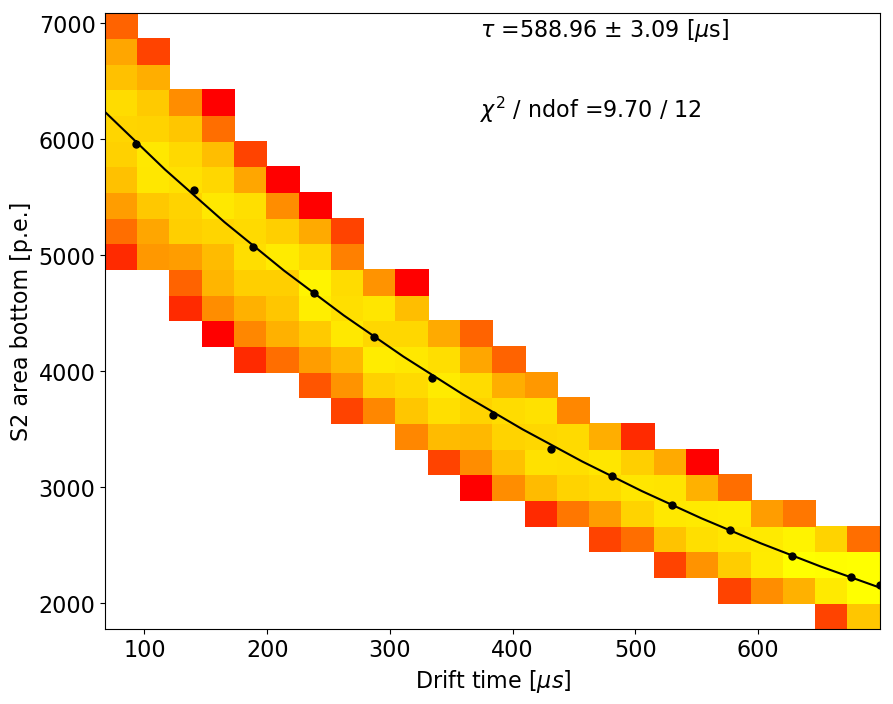 τ =588.96 ± 3.09 [μs]
χ² / ndof =9.70 / 12
S2 area bottom [p.e.]
7000
6000
5000
4000
3000
2000
100 200 300 400 500 600
Drift time [μs]